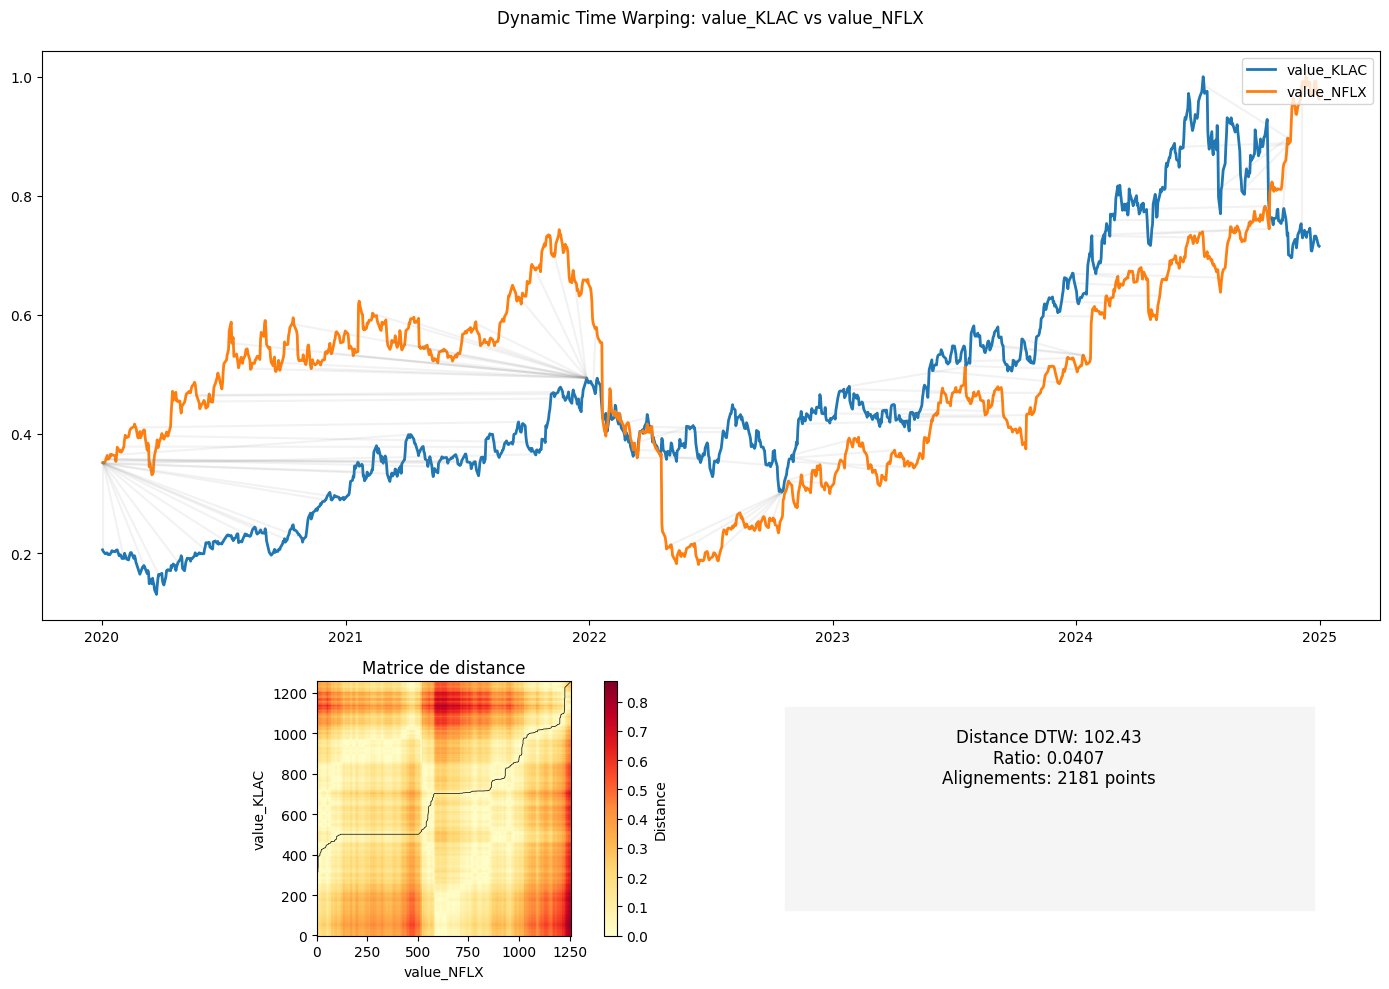 Dynamic Time Warping: value_KLAC vs value_NFLX
value_KLAC
value_NFLX
1.0
0.8
0.6
0.4
0.2
2020 2021 2022 2023 2024 2025
Matrice de distance
value_KLAC
1200
1000
800
600
400
200
0
0 250 500 750 1000 1250
value_NFLX
0.8
0.7
0.6
0.5
0.4
0.3
0.2
0.1
0.0
Distance
Distance DTW: 102.43
Ratio: 0.0407
Alignements: 2181 points